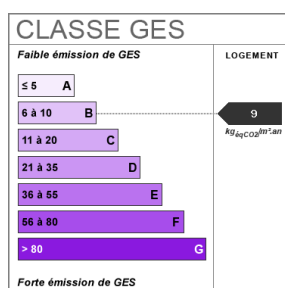 CLASSE GES
Faible émission de GES
LOGEMENT
≤ 5 A
6 à 10 B
9
kgéqCO2/m².an
11 à 20 C
21 à 35 D
36 à 55 E
56 à 80 F
> 80 G
Forte émission de GES